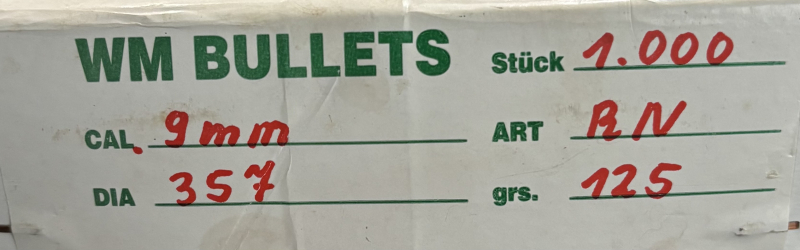 WM BULLETS Stück 1.000
CAL. 9mm ART RN
DIA 357 grs. 125